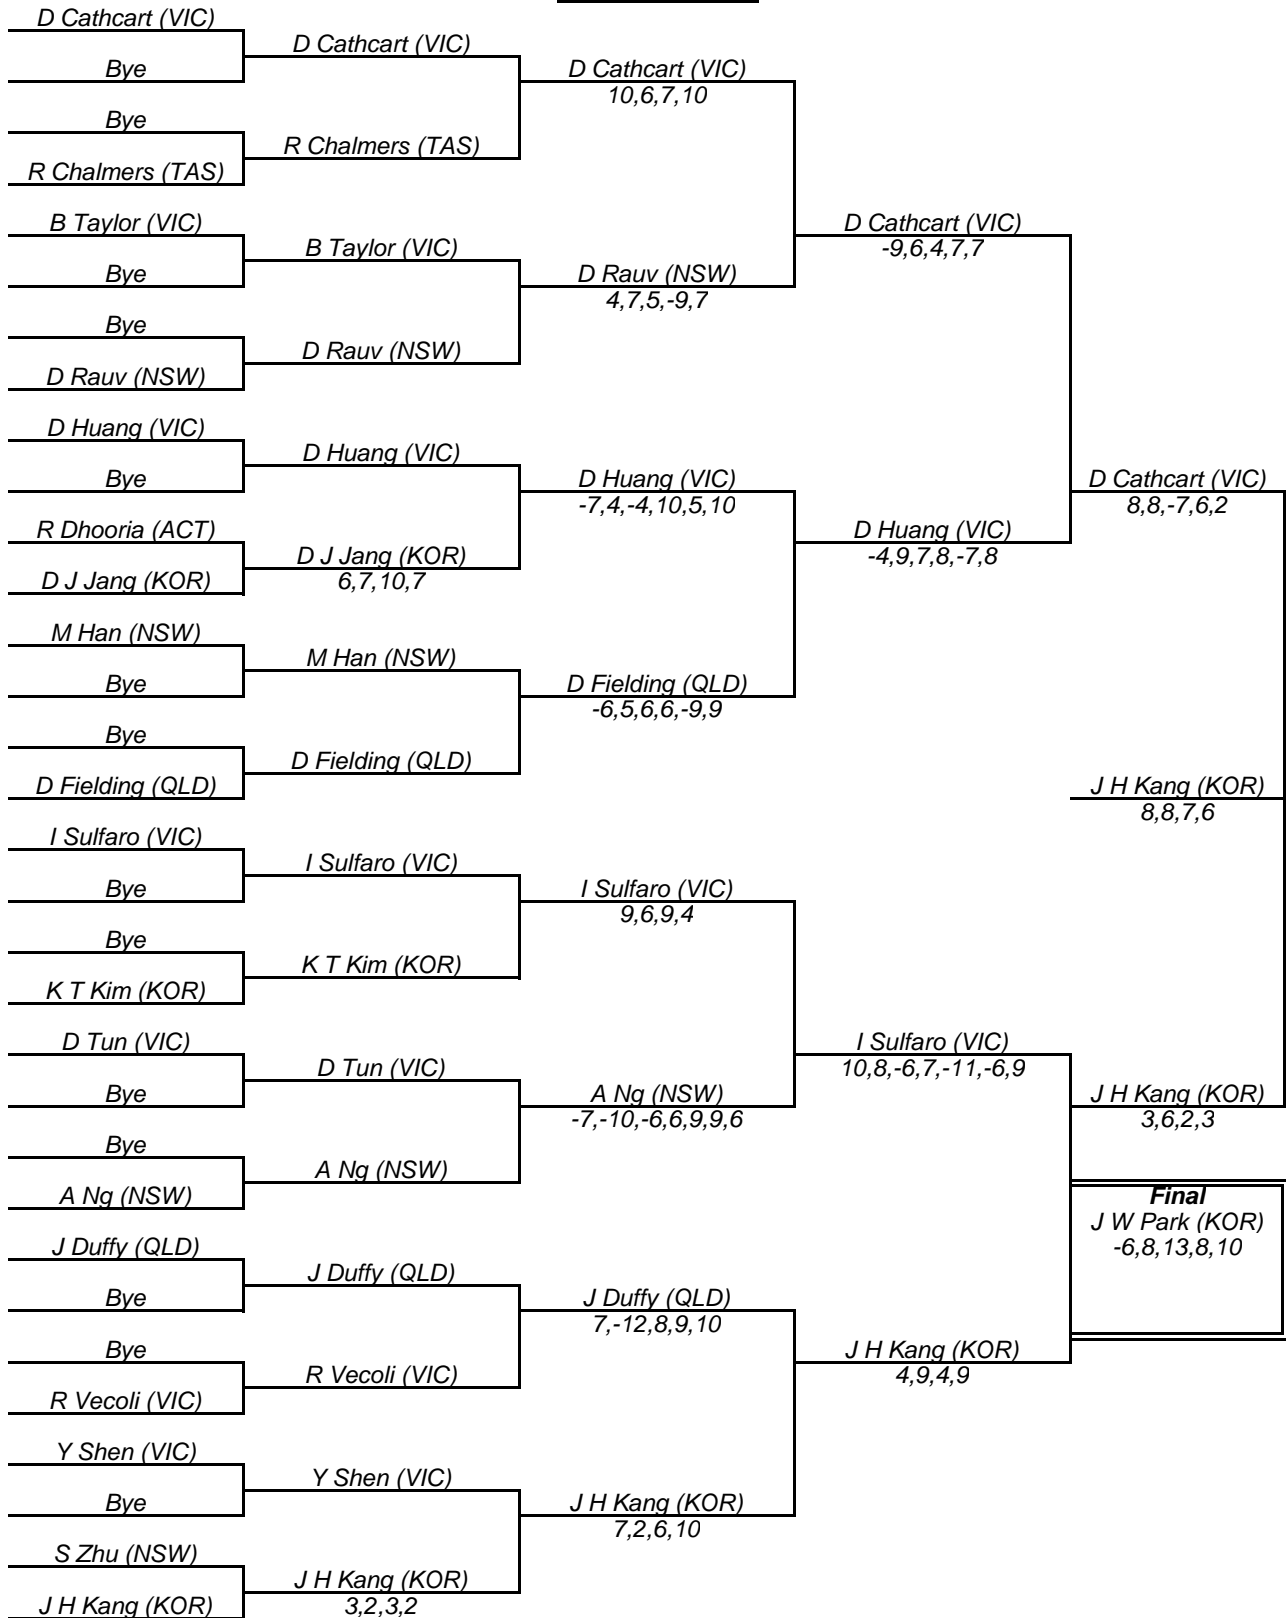 D Cathcart (VIC)
Bye
Bye
R Chalmers (TAS)
B Taylor (VIC)
Bye
Bye
D Rauv (NSW)
D Huang (VIC)
Bye
R Dhooria (ACT)
D J Jang (KOR)
M Han (NSW)
Bye
Bye
D Fielding (QLD)
I Sulfaro (VIC)
Bye
Bye
K T Kim (KOR)
D Tun (VIC)
Bye
Bye
A Ng (NSW)
J Duffy (QLD)
Bye
Bye
R Vecoli (VIC)
Y Shen (VIC)
Bye
S Zhu (NSW)
J H Kang (KOR)
D Cathcart (VIC)
R Chalmers (TAS)
B Taylor (VIC)
D Rauv (NSW)
D Huang (VIC)
D J Jang (KOR)
6,7,10,7
M Han (NSW)
D Fielding (QLD)
I Sulfaro (VIC)
K T Kim (KOR)
D Tun (VIC)
A Ng (NSW)
J Duffy (QLD)
R Vecoli (VIC)
Y Shen (VIC)
J H Kang (KOR)
3,2,3,2
D Cathcart (VIC)
10,6,7,10
D Rauv (NSW)
4,7,5,-9,7
D Huang (VIC)
-7,4,-4,10,5,10
D Fielding (QLD)
-6,5,6,6,-9,9
I Sulfaro (VIC)
9,6,9,4
A Ng (NSW)
-7,-10,-6,6,9,9,6
J Duffy (QLD)
7,-12,8,9,10
J H Kang (KOR)
7,2,6,10
D Cathcart (VIC)
-9,6,4,7,7
D Huang (VIC)
-4,9,7,8,-7,8
I Sulfaro (VIC)
10,8,-6,7,-11,-6,9
J H Kang (KOR)
4,9,4,9
D Cathcart (VIC)
8,8,-7,6,2
J H Kang (KOR)
8,8,7,6
J H Kang (KOR)
3,6,2,3
Final
J W Park (KOR)
-6,8,13,8,10